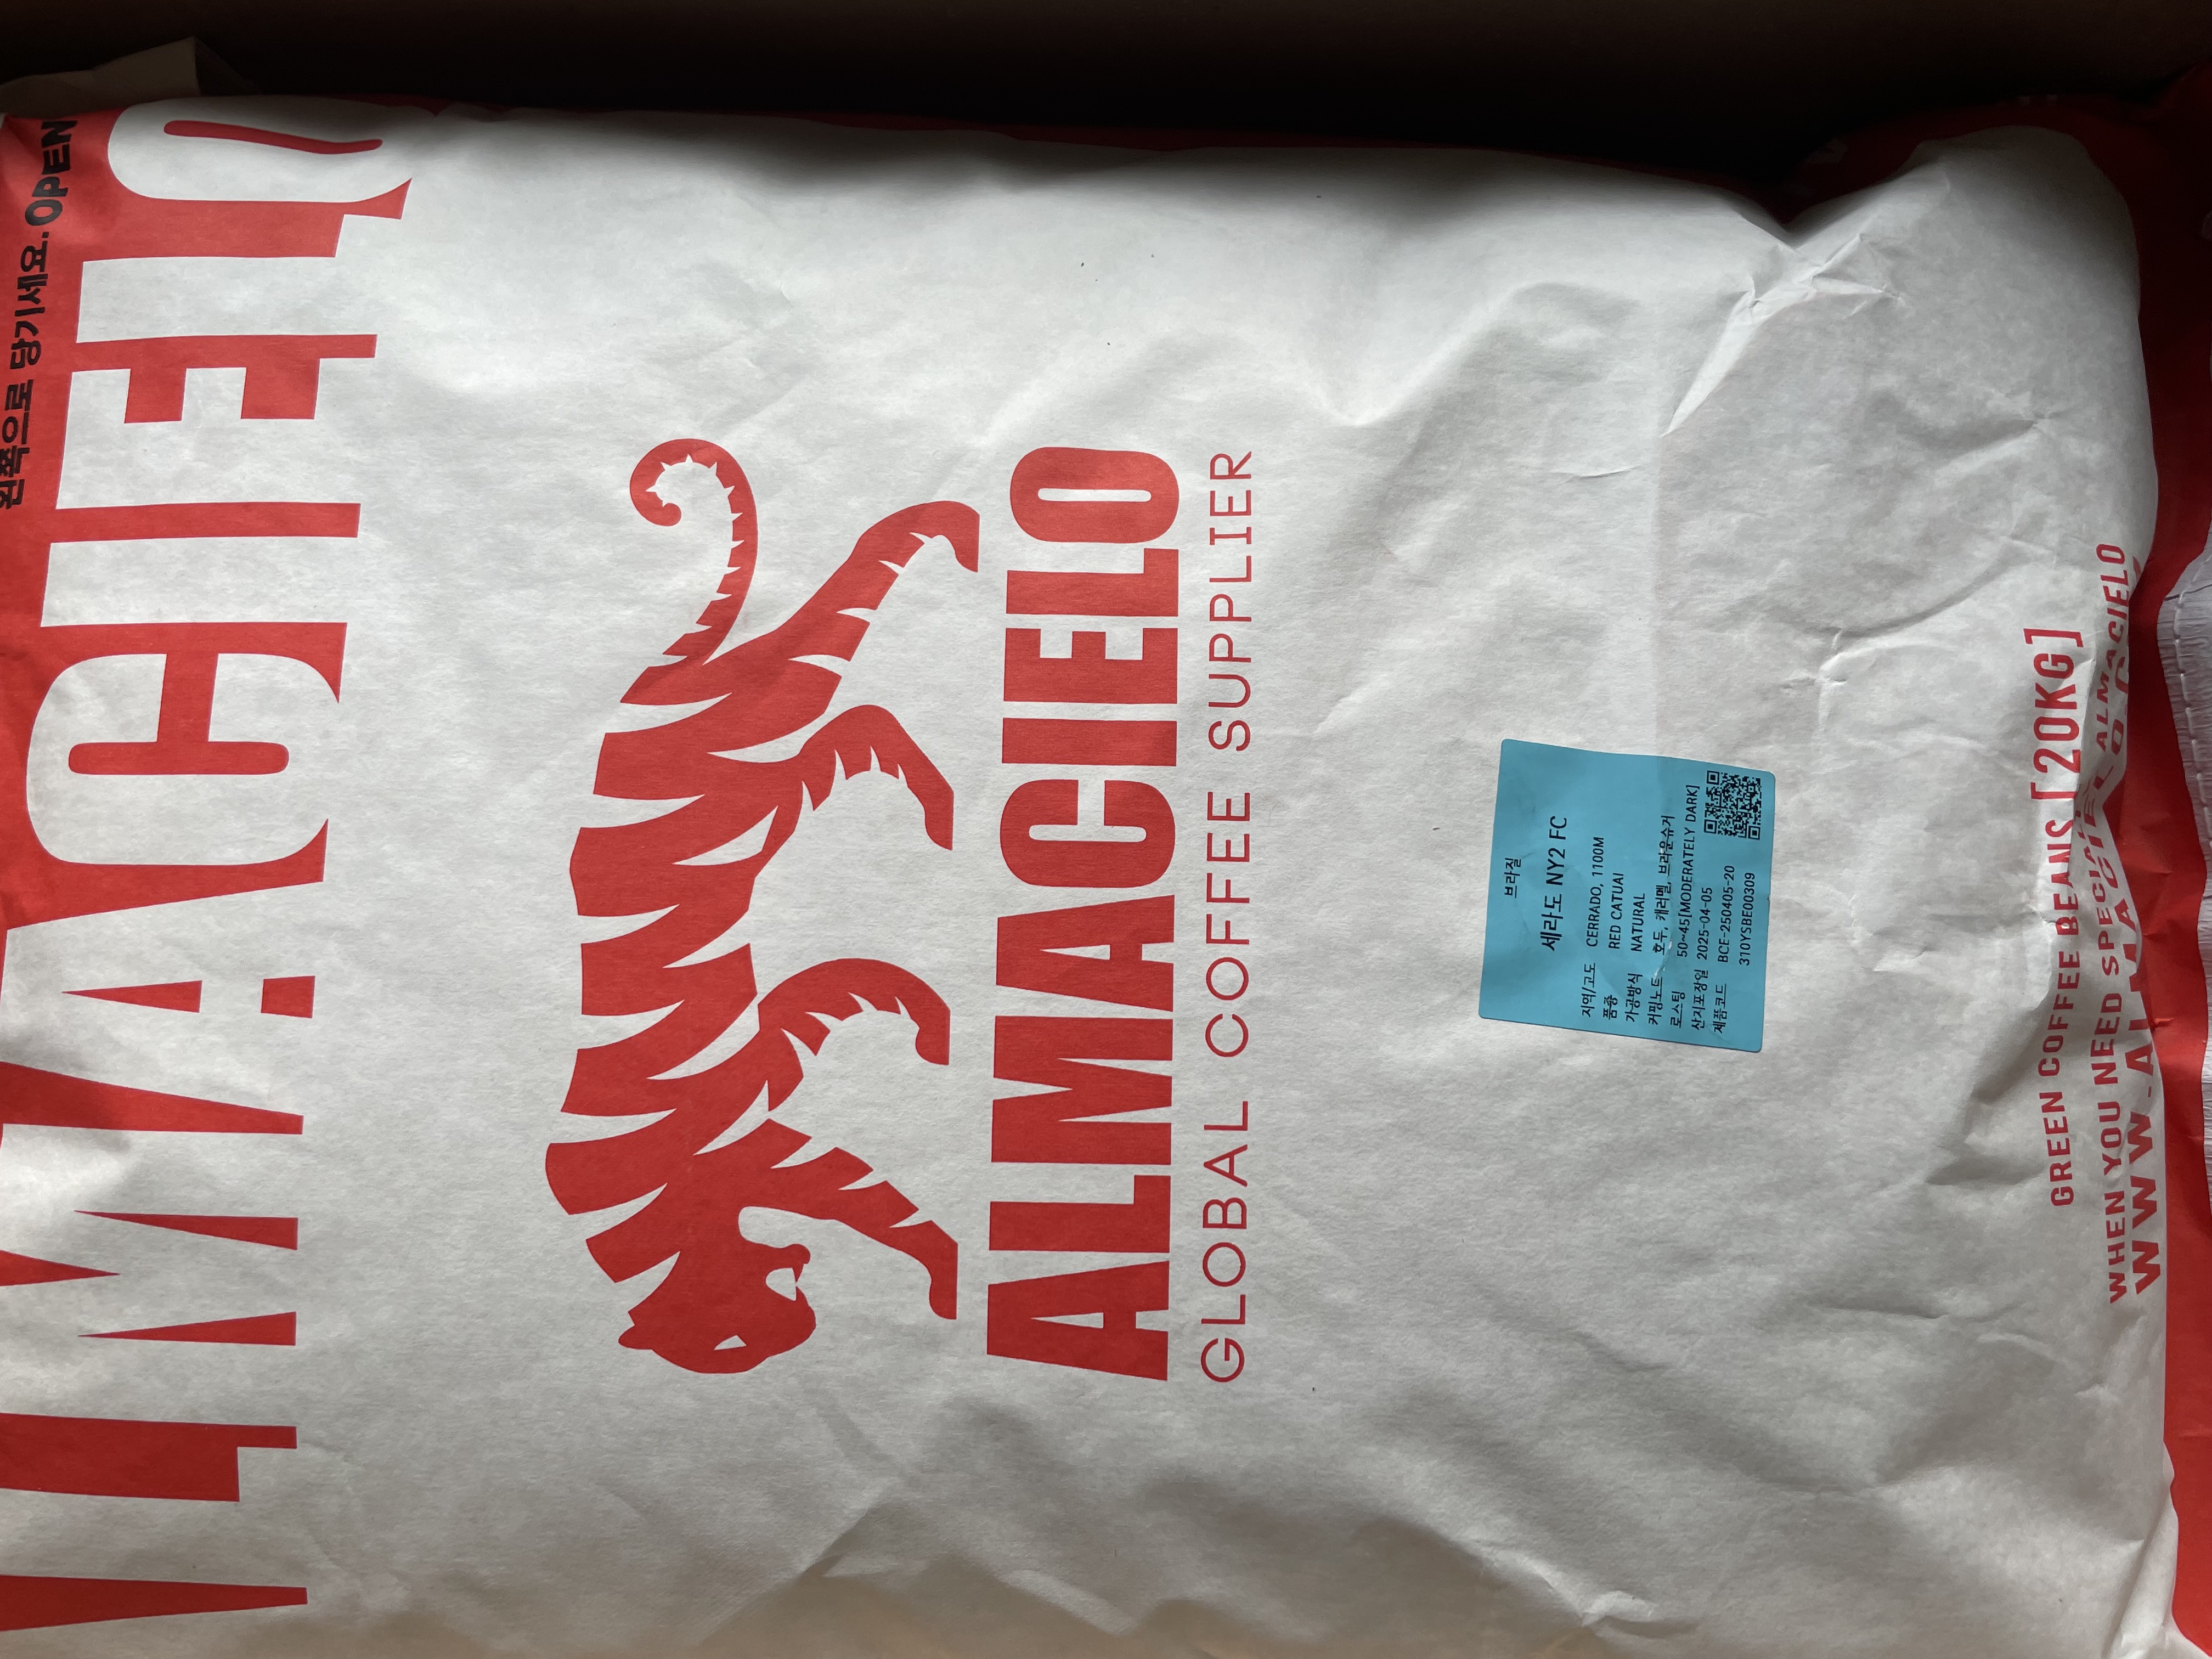 왼쪽으로 당기세요. OPEN
ALMACIELO
ALMACIELO
GLOBAL COFFEE SUPPLIER
브라질
세라도 NY2 FC
지역/고도 CERRADO, 1100M
품종 RED CATUAI
가공방식 NATURAL
커핑노트 호두, 캐러멜, 브라운슈거
로스팅 50~45[MODERATELY DARK]
산지포장일 2025-04-05
제품코드 BCE-250405-20
310YSBE00309
GREEN COFFEE BEANS [20KG]
WHEN YOU NEED SPECIAL, ALMACIELO